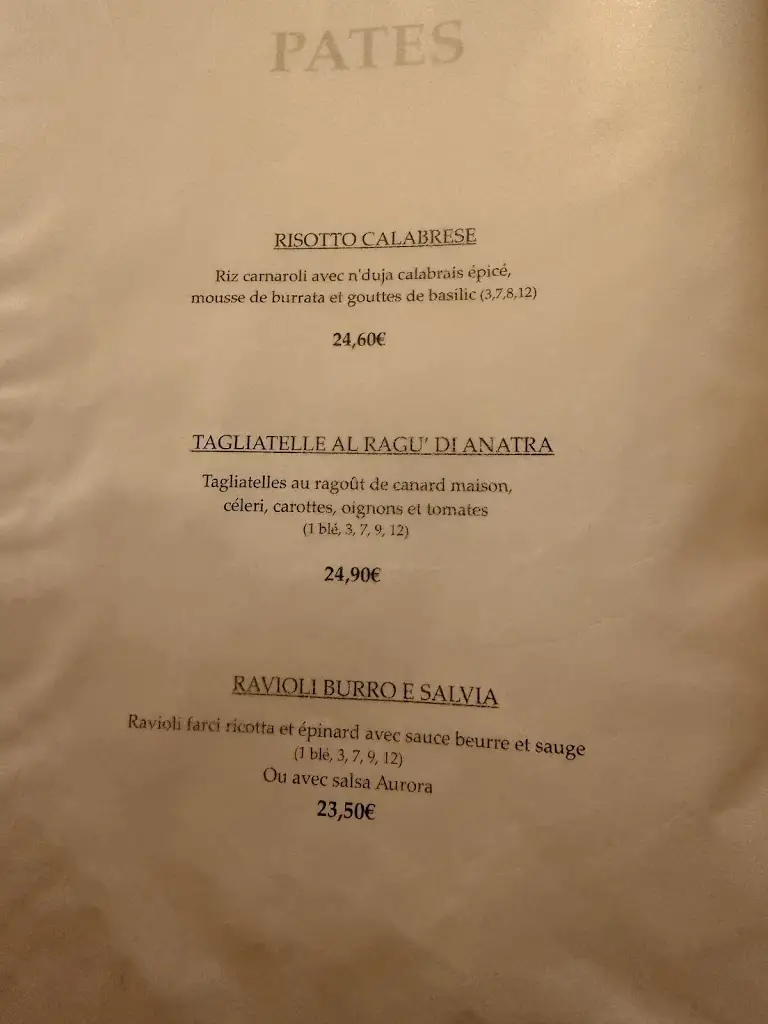 PATES
RISOTTO CALABRESE
Riz carnaroli avec n'duja calabrais épicé,
mousse de burrata et gouttes de basilic (3,7,8,12)
24,60€
TAGLIATELLE AL RAGU' DI ANATRA
Tagliatelles au ragoût de canard maison,
céleri, carottes, oignons et tomates
(1 blé, 3, 7, 9, 12)
24,90€
RAVIOLI BURRO E SALVIA
Ravioli farci ricotta et épinard avec sauce beurre et sauge
(1 blé, 3, 7, 9, 12)
Ou avec salsa Aurora
23,50€